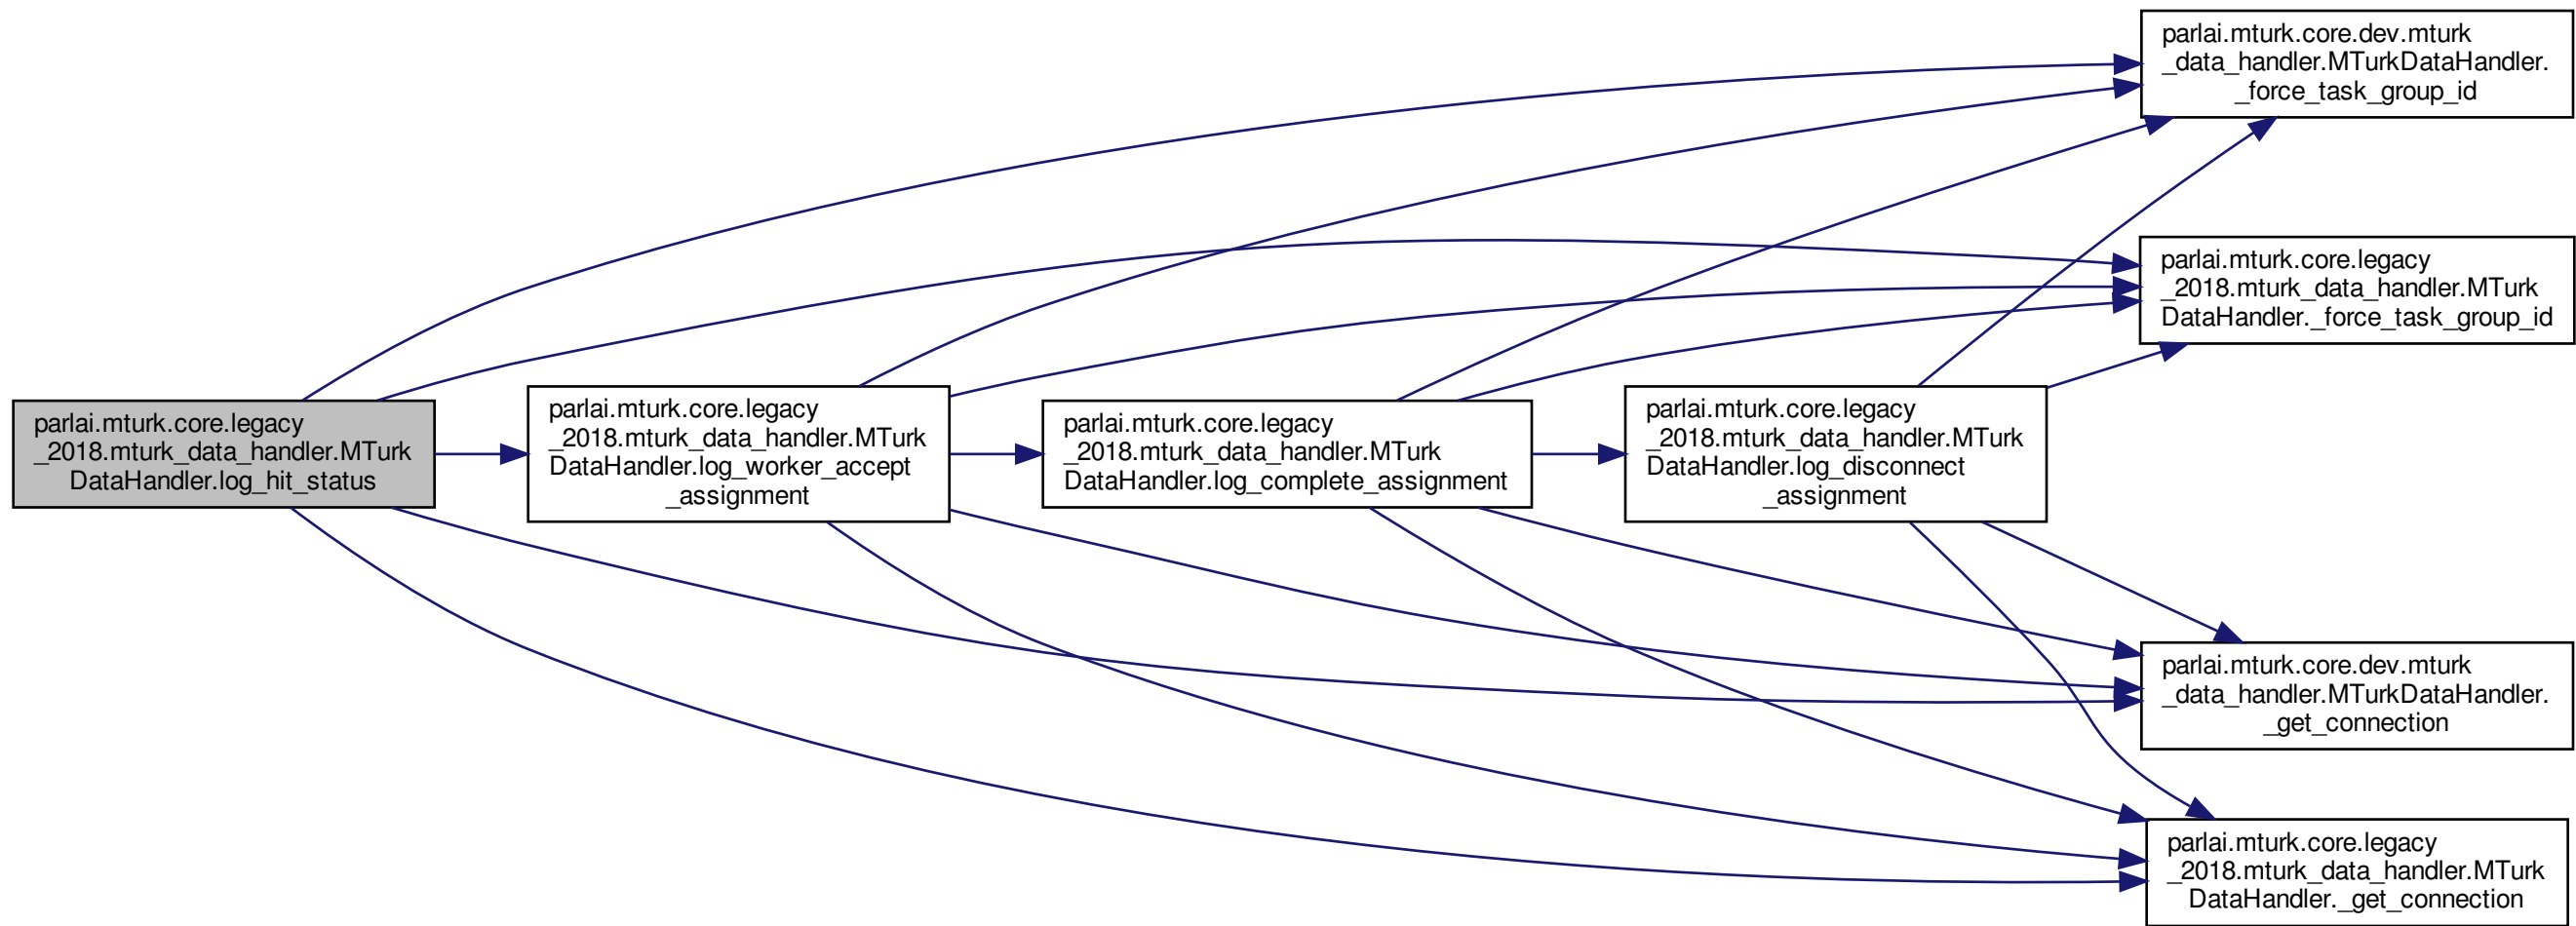 parlai.mturk.core.legacy
_2018.mturk_data_handler.MTurk
DataHandler.log_hit_status
parlai.mturk.core.legacy
_2018.mturk_data_handler.MTurk
DataHandler.log_worker_accept
_assignment
parlai.mturk.core.legacy
_2018.mturk_data_handler.MTurk
DataHandler.log_complete_assignment
parlai.mturk.core.legacy
_2018.mturk_data_handler.MTurk
DataHandler.log_disconnect
_assignment
parlai.mturk.core.dev.mturk
_data_handler.MTurkDataHandler.
_force_task_group_id
parlai.mturk.core.legacy
_2018.mturk_data_handler.MTurk
DataHandler._force_task_group_id
parlai.mturk.core.dev.mturk
_data_handler.MTurkDataHandler.
_get_connection
parlai.mturk.core.legacy
_2018.mturk_data_handler.MTurk
DataHandler._get_connection